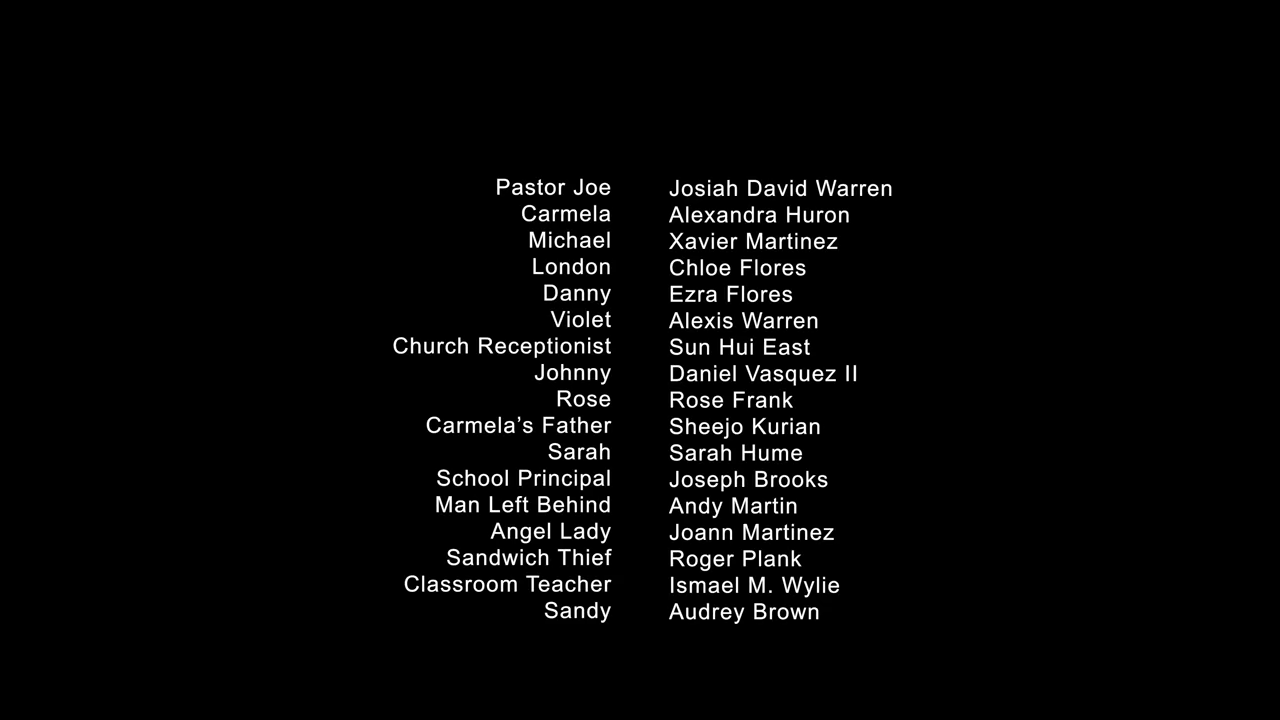 Pastor Joe Josiah David Warren
Carmela Alexandra Huron
Michael Xavier Martinez
London Chloe Flores
Danny Ezra Flores
Violet Alexis Warren
Church Receptionist Sun Hui East
Johnny Daniel Vasquez II
Rose Rose Frank
Carmela’s Father Sheejo Kurian
Sarah Sarah Hume
School Principal Joseph Brooks
Man Left Behind Andy Martin
Angel Lady Joann Martinez
Sandwich Thief Roger Plank
Classroom Teacher Ismael M. Wylie
Sandy Audrey Brown